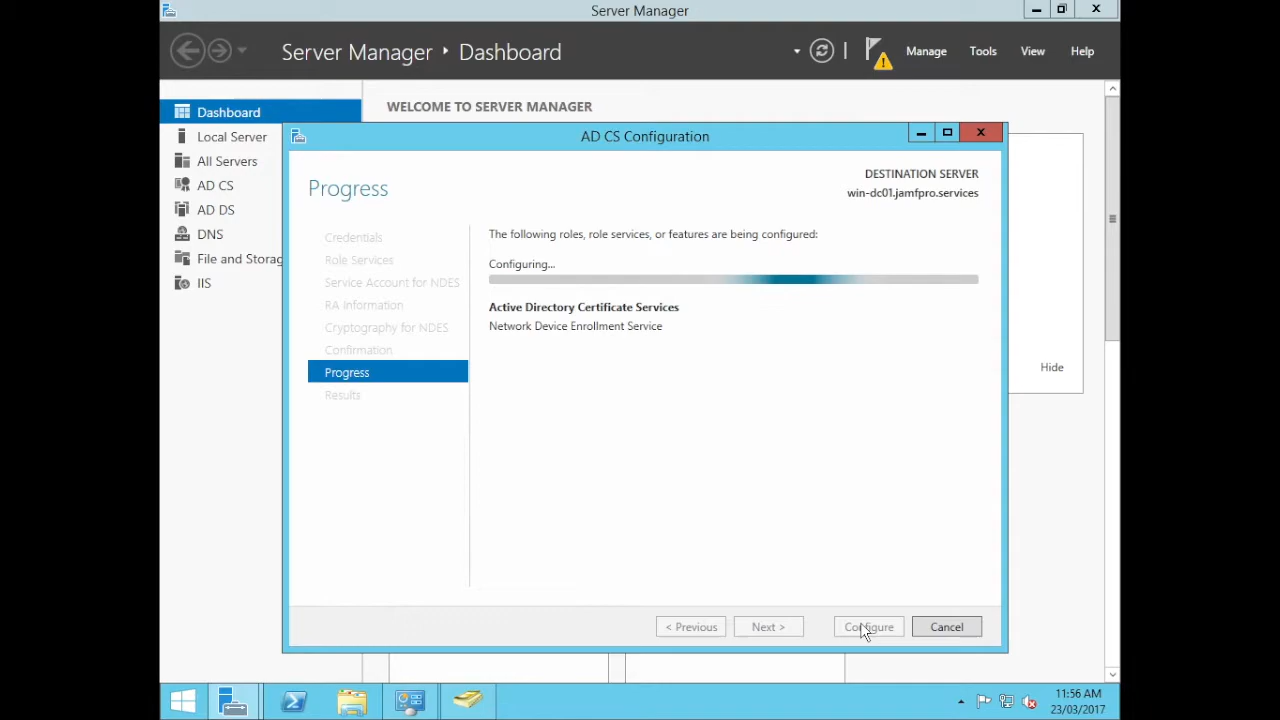 Server Manager
Server Manager • Dashboard
Manage
Tools
View
Help
Dashboard
Local Server
All Servers
AD CS
AD DS
DNS
File and Storag
IIS
WELCOME TO SERVER MANAGER
Hide
AD CS Configuration
Progress
DESTINATION SERVER
win-dc01.jamfpro.services
Credentials
Role Services
Service Account for NDES
RA Information
Cryptography for NDES
Confirmation
Progress
Results
The following roles, role services, or features are being configured:
Configuring...
Active Directory Certificate Services
Network Device Enrollment Service
< Previous
Next >
Configure
Cancel
11:56 AM
23/03/2017